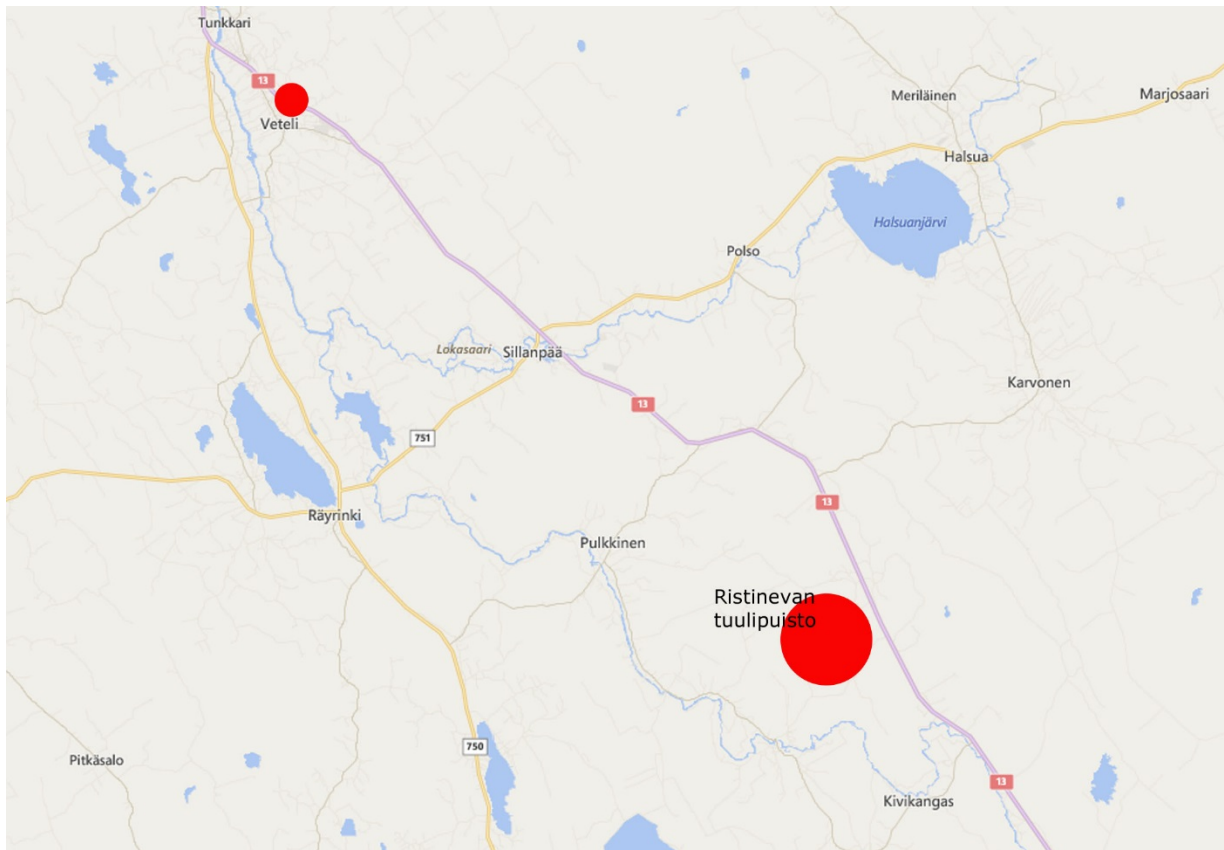 Tunkkari
13
Veteli
Meriläinen
Marjosaari
Halsua
Halsuanjärvi
Polso
Lokasaari
Sillanpää
Karvonen
13
751
13
Räyrinki
Pulkkinen
Ristinevan
tuulipuisto
750
Pitkäsalo
13
Kivikangas